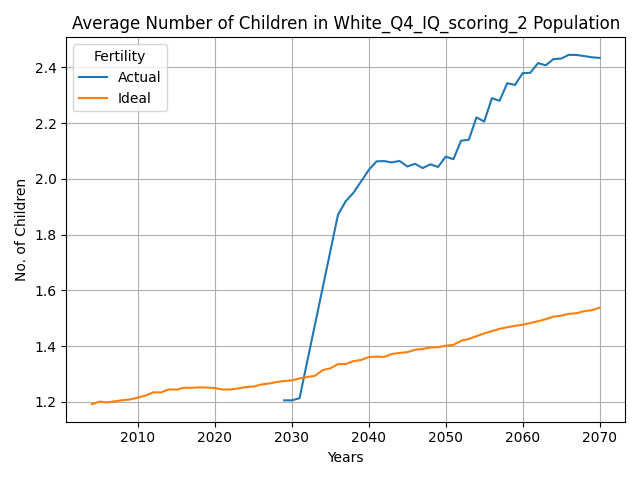 Average Number of Children in White_Q4_IQ_scoring_2 Population
Fertility
Actual
Ideal
No. of Children
2.4
2.2
2.0
1.8
1.6
1.4
1.2
2010 2020 2030 2040 2050 2060 2070
Years